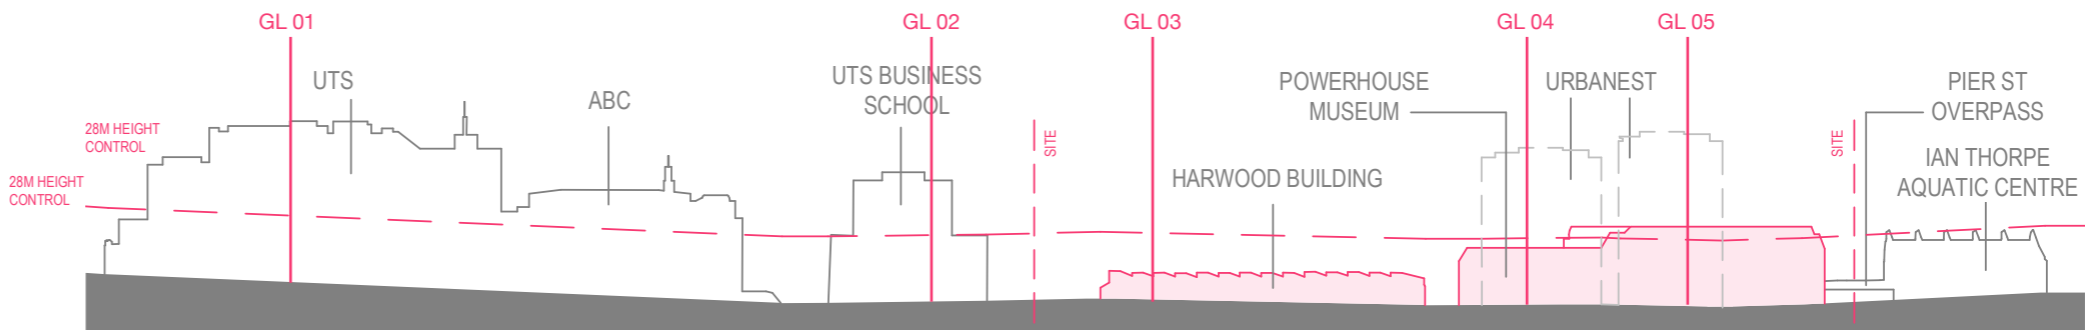 GL 01
GL 02
GL 03
GL 04
GL 05
UTS
ABC
UTS BUSINESS
SCHOOL
POWERHOUSE
MUSEUM
URBANEST
PIER ST
OVERPASS
28M HEIGHT
CONTROL
28M HEIGHT
CONTROL
SITE
HARWOOD BUILDING
SITE
IAN THORPE
AQUATIC CENTRE